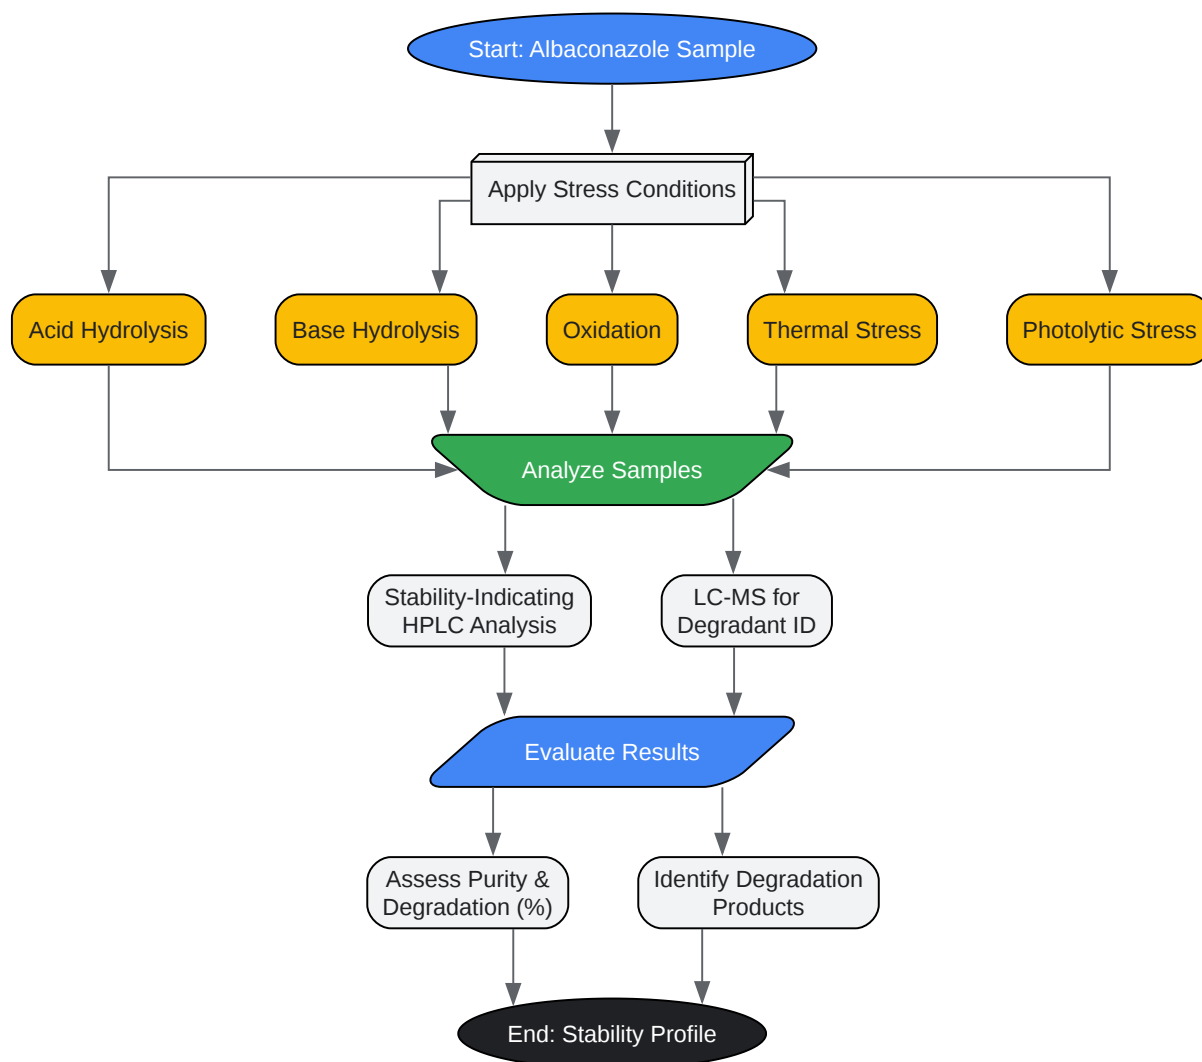 Start: Albaconazole Sample
Apply Stress Conditions
Acid Hydrolysis
Base Hydrolysis
Oxidation
Thermal Stress
Photolytic Stress
Analyze Samples
Stability-Indicating
HPLC Analysis
LC-MS for
Degradant ID
Evaluate Results
Assess Purity &
Degradation (%)
Identify Degradation
Products
End: Stability Profile